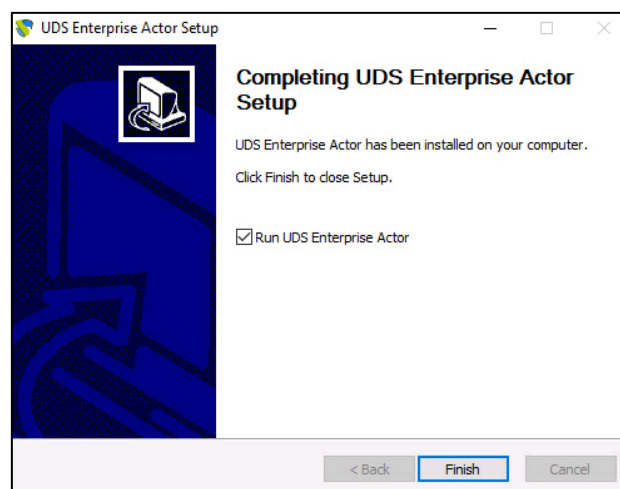 UDS Enterprise Actor Setup
Completing UDS Enterprise Actor
Setup
UDS Enterprise Actor has been installed on your computer.
Click Finish to close Setup.
Run UDS Enterprise Actor
< Back
Finish
Cancel